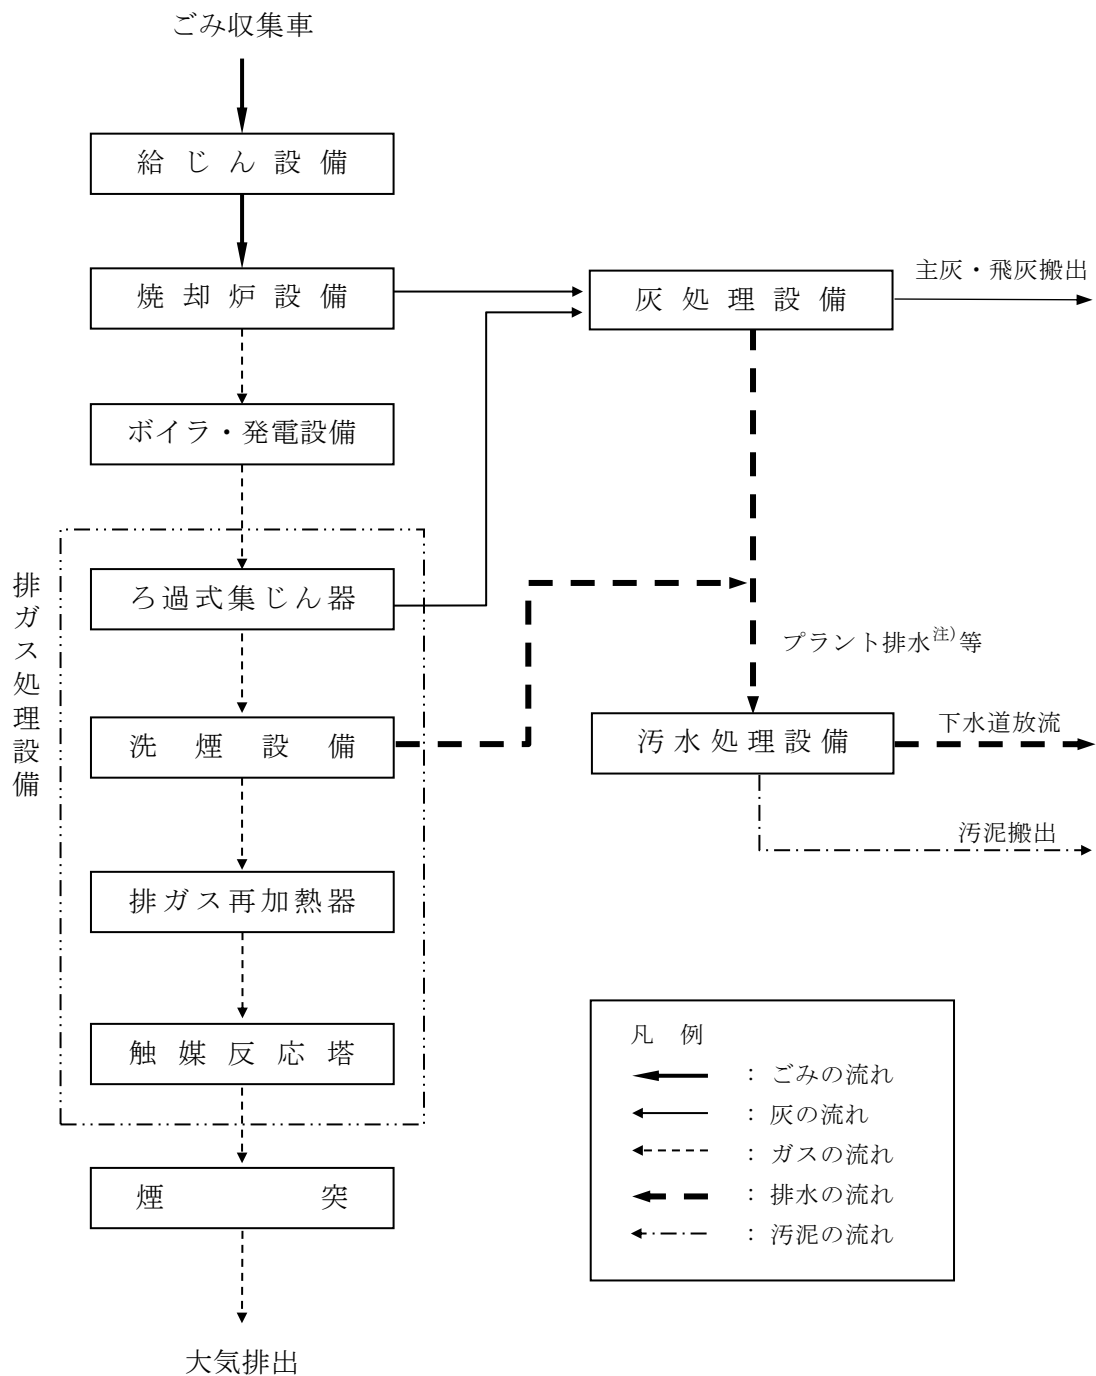 ごみ収集車
給じん設備
焼却炉設備
灰処理設備
主灰・飛灰搬出
ボイラ・発電設備
排ガス処理設備
ろ過式集じん器
プラント排水注)等
洗煙設備
汚水処理設備
下水道放流
汚泥搬出
排ガス再加熱器
触媒反応塔
煙突
大気排出
凡例
：ごみの流れ
：灰の流れ
：ガスの流れ
：排水の流れ
：汚泥の流れ